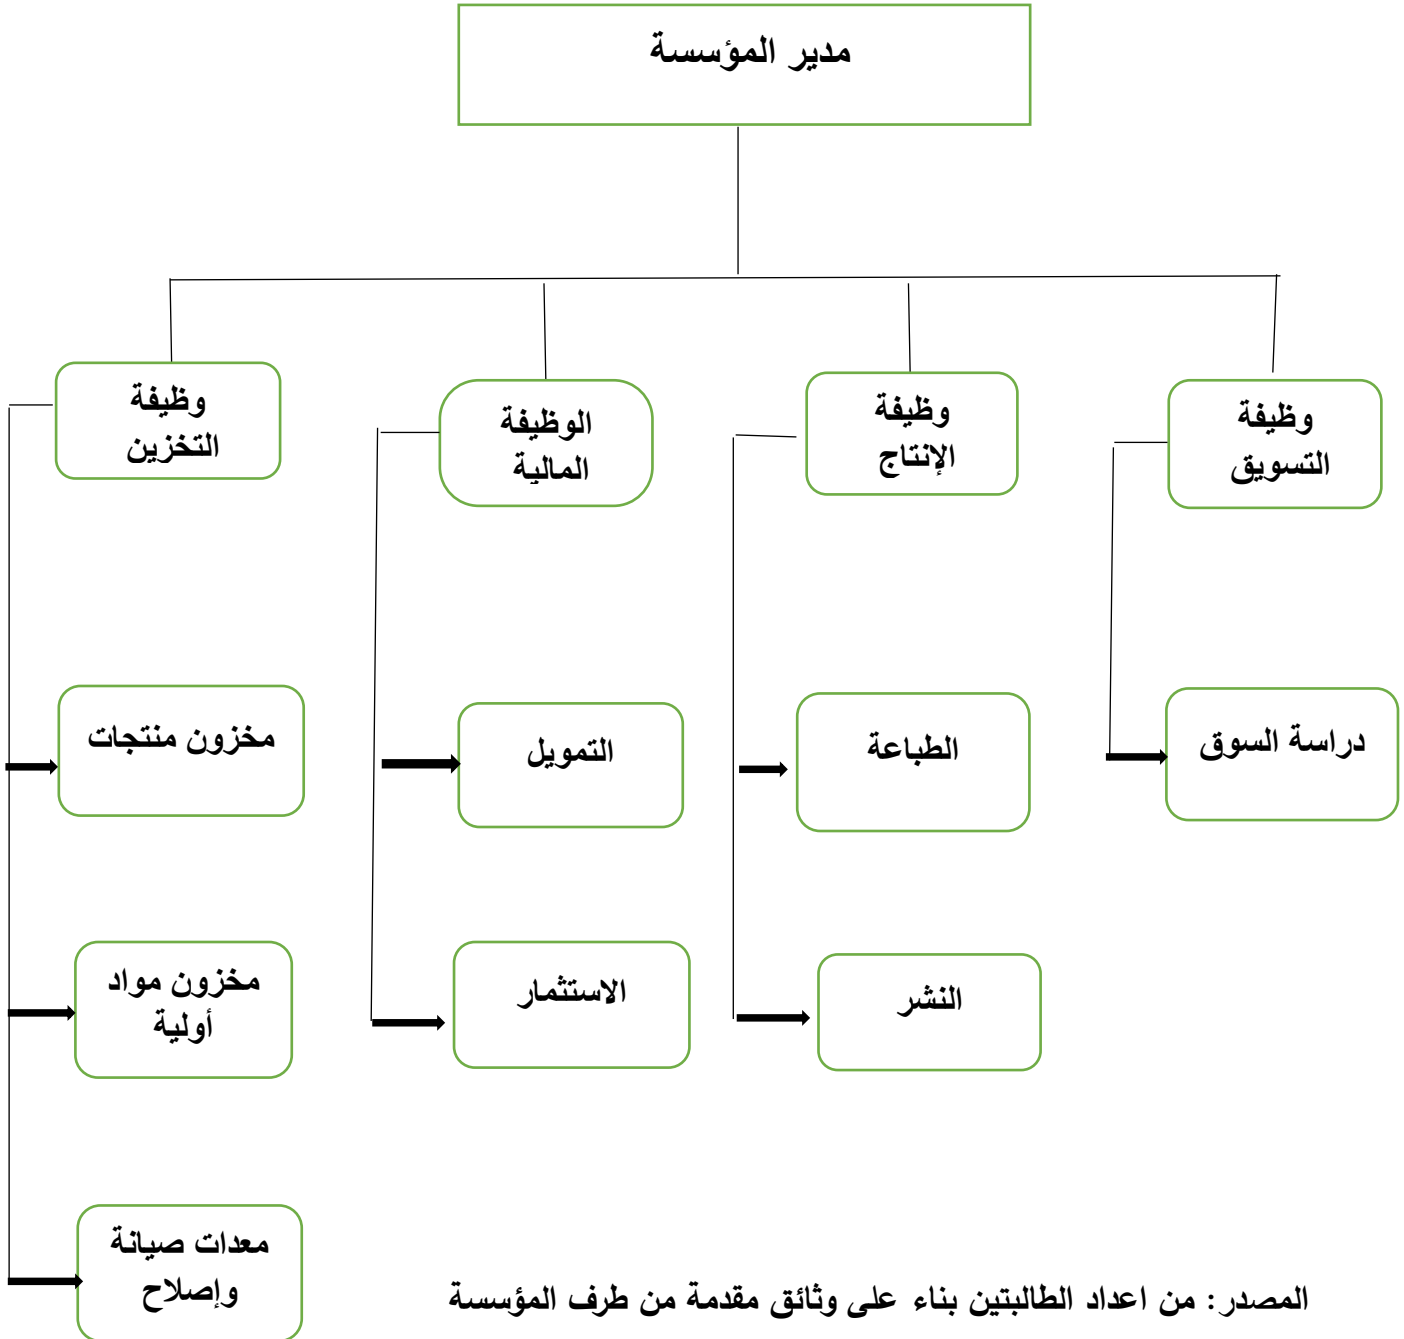 مدير المؤسسة
وظيفة
التسويق
وظيفة
الإنتاج
الوظيفة
المالية
وظيفة
التخزين
دراسة السوق
الطباعة
التمويل
مخزون منتجات
النشر
الاستثمار
مخزون مواد
أولية
معدات صيانة
وإصلاح
المصدر: من اعداد الطالبتين بناء على وثائق مقدمة من طرف المؤسسة